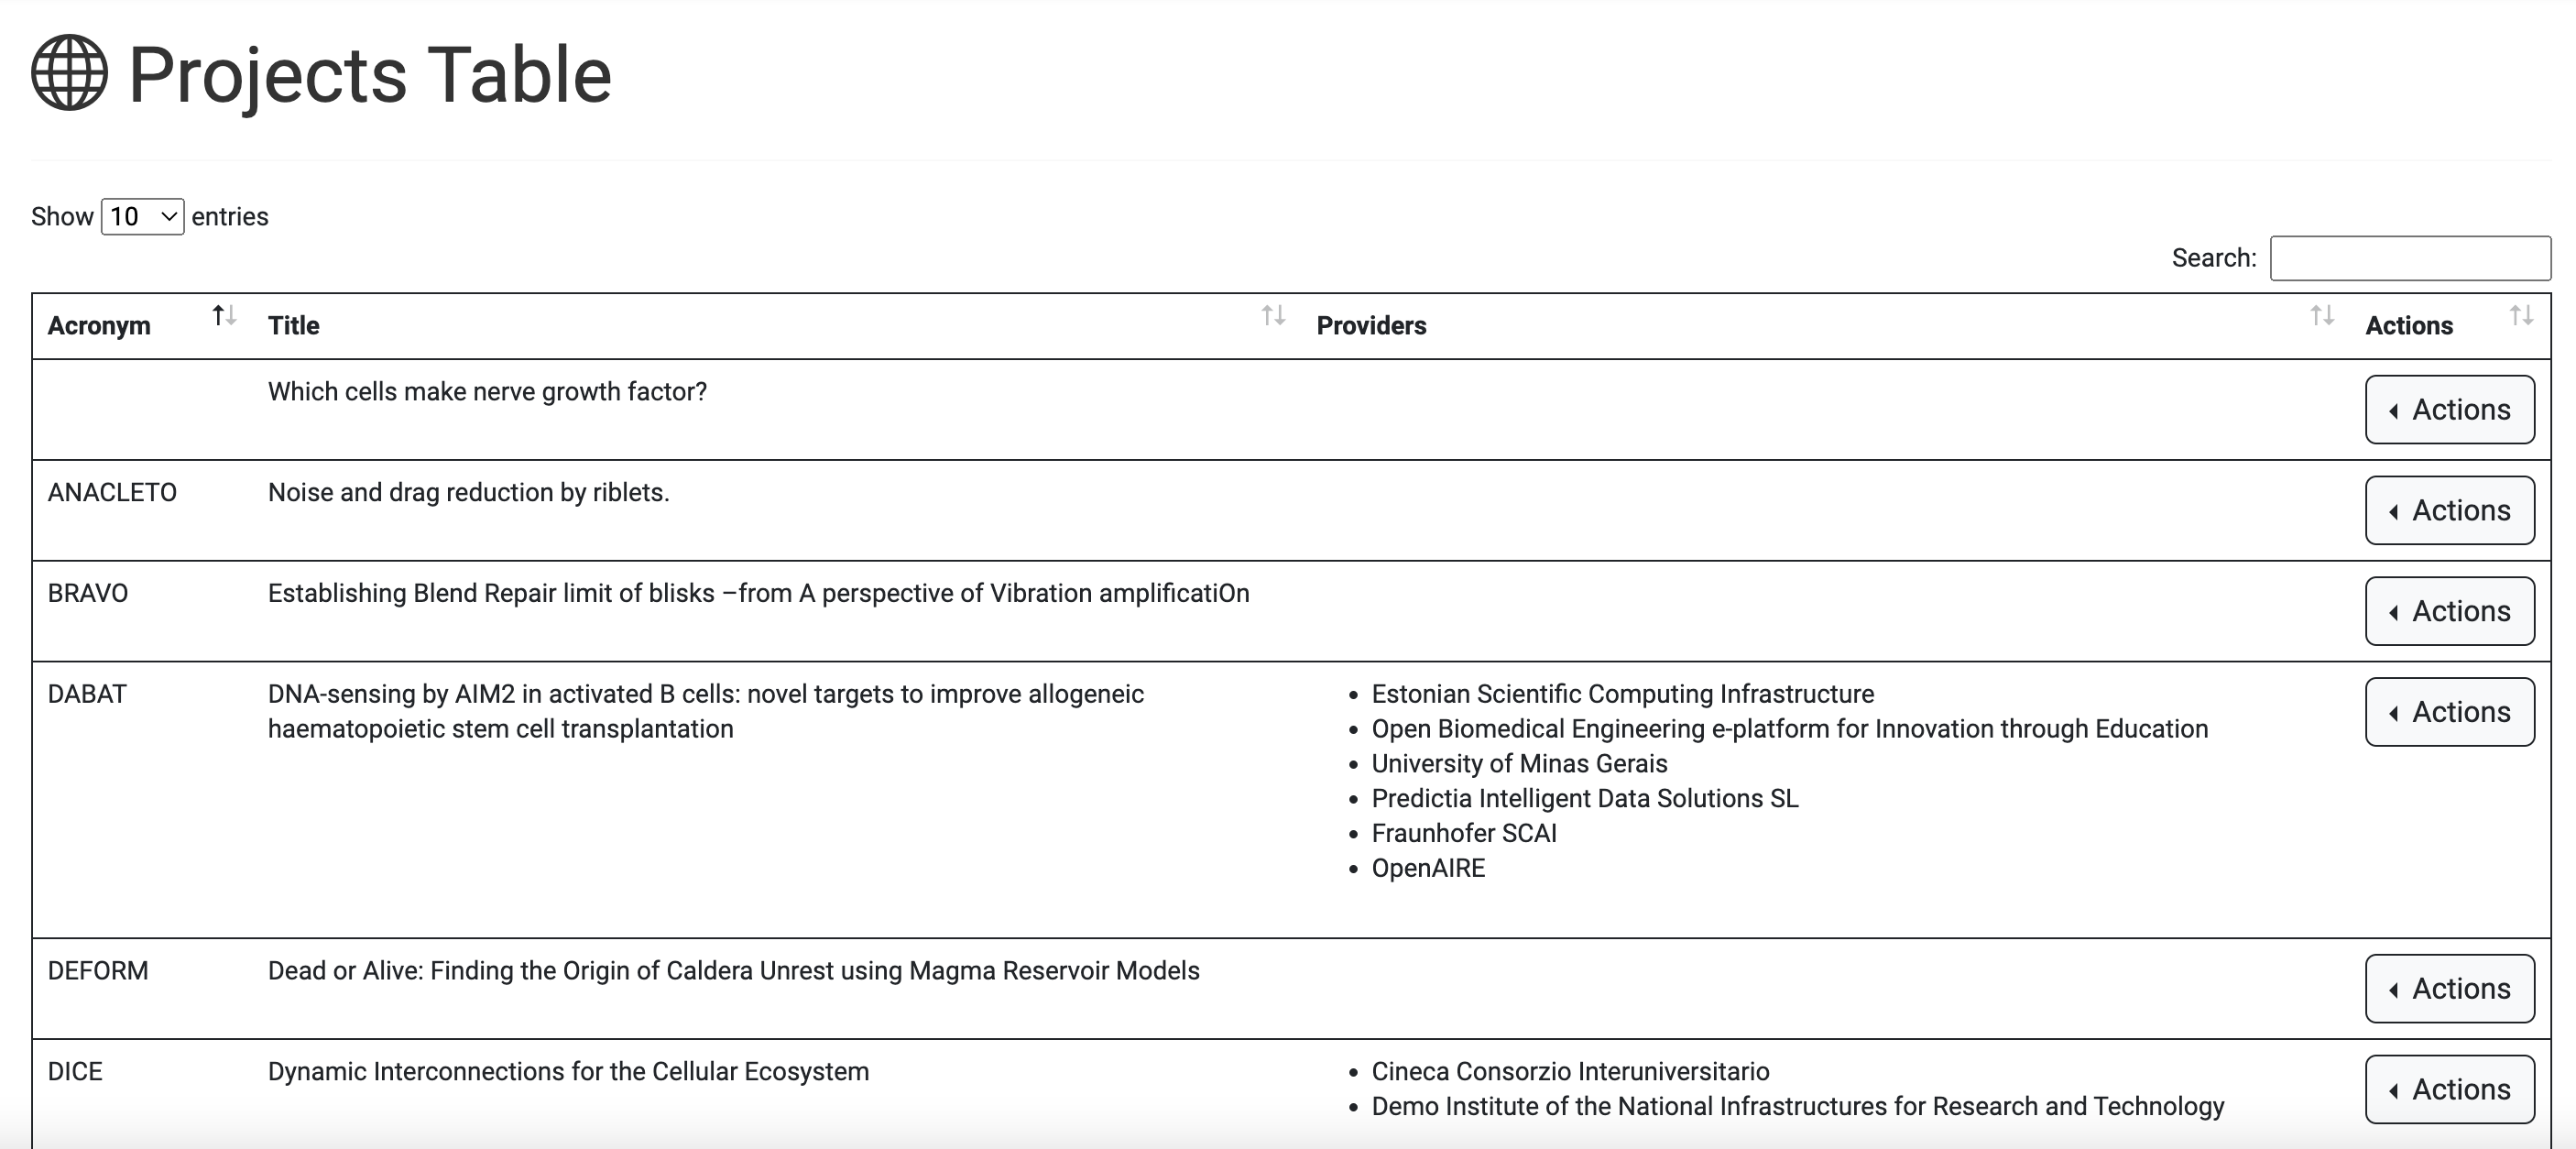 Projects Table
Show 10 entries
Search:
Acronym Title Providers Actions
Which cells make nerve growth factor? Actions
ANACLETO Noise and drag reduction by riblets. Actions
BRAVO Establishing Blend Repair limit of blisks –from A perspective of Vibration amplificatiOn Actions
DABAT DNA-sensing by AIM2 in activated B cells: novel targets to improve allogeneic
haematopoietic stem cell transplantation
• Estonian Scientific Computing Infrastructure
• Open Biomedical Engineering e-platform for Innovation through Education
• University of Minas Gerais
• Predictia Intelligent Data Solutions SL
• Fraunhofer SCAI
• OpenAIRE
Actions
DEFORM Dead or Alive: Finding the Origin of Caldera Unrest using Magma Reservoir Models Actions
DICE Dynamic Interconnections for the Cellular Ecosystem
• Cineca Consorzio Interuniversitario
• Demo Institute of the National Infrastructures for Research and Technology
Actions